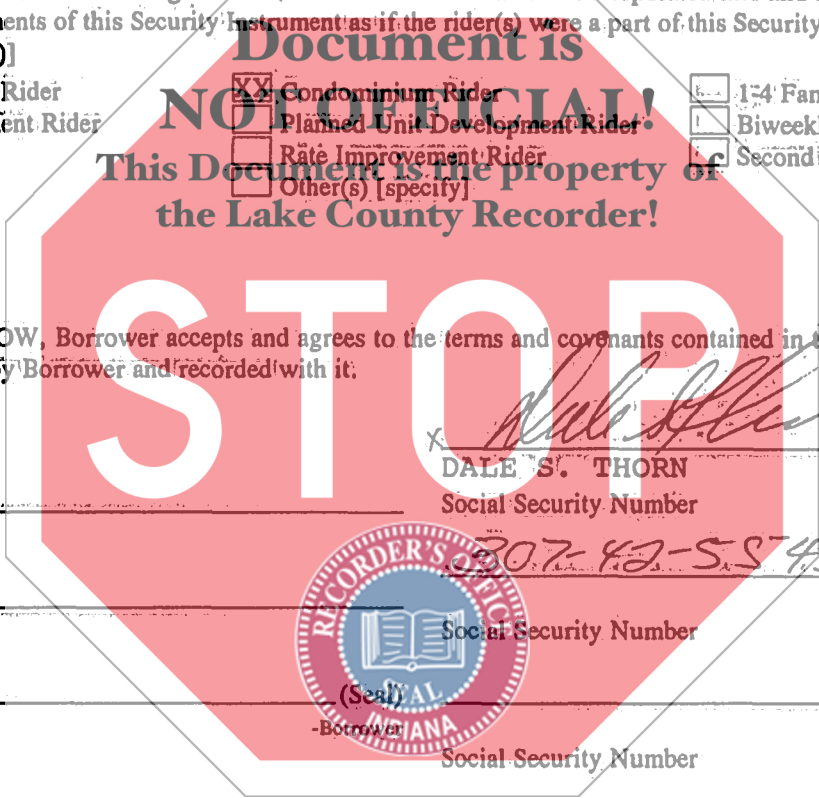 ents of this Security Instrument as if the rider(s) were a part of this Security
Document is
)]
Rider XX Condominium Rider 1-4 Fam
NOT OFFICIAL!
ent Rider Planned Unit Development Rider Biweekl
Rate Improvement Rider Second
This Document is the property of
Other(s) [specify]
the Lake County Recorder!
STOP
OW, Borrower accepts and agrees to the terms and covenants contained in t
y Borrower and recorded with it.
X
DALE S. THORN
Social Security Number
RECORDER'S OFFICE
Social Security Number
SEAL
(Seal)
INDIANA
-Borrower
Social Security Number